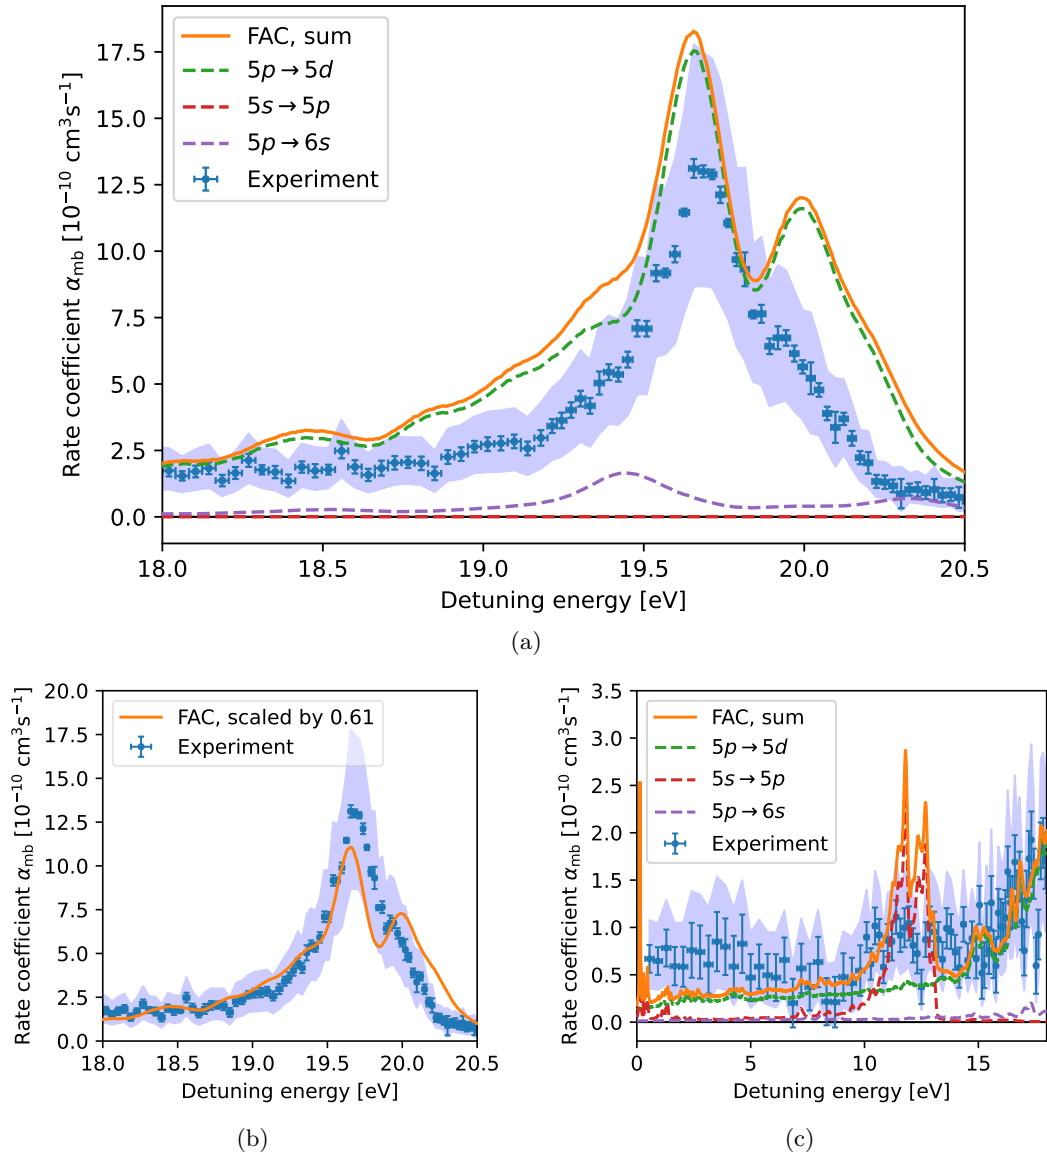 FAC, sum
5p → 5d
5s → 5p
5p → 6s
Experiment
Rate coefficient α_mb [10⁻¹⁰ cm³s⁻¹]
17.5
15.0
12.5
10.0
7.5
5.0
2.5
0.0
18.0 18.5 19.0 19.5 20.0 20.5
Detuning energy [eV]
(a)
FAC, scaled by 0.61
Experiment
Rate coefficient α_mb [10⁻¹⁰ cm³s⁻¹]
20.0
17.5
15.0
12.5
10.0
7.5
5.0
2.5
0.0
18.0 18.5 19.0 19.5 20.0 20.5
Detuning energy [eV]
(b)
FAC, sum
5p → 5d
5s → 5p
5p → 6s
Experiment
Rate coefficient α_mb [10⁻¹⁰ cm³s⁻¹]
3.5
3.0
2.5
2.0
1.5
1.0
0.5
0.0
0 5 10 15
Detuning energy [eV]
(c)